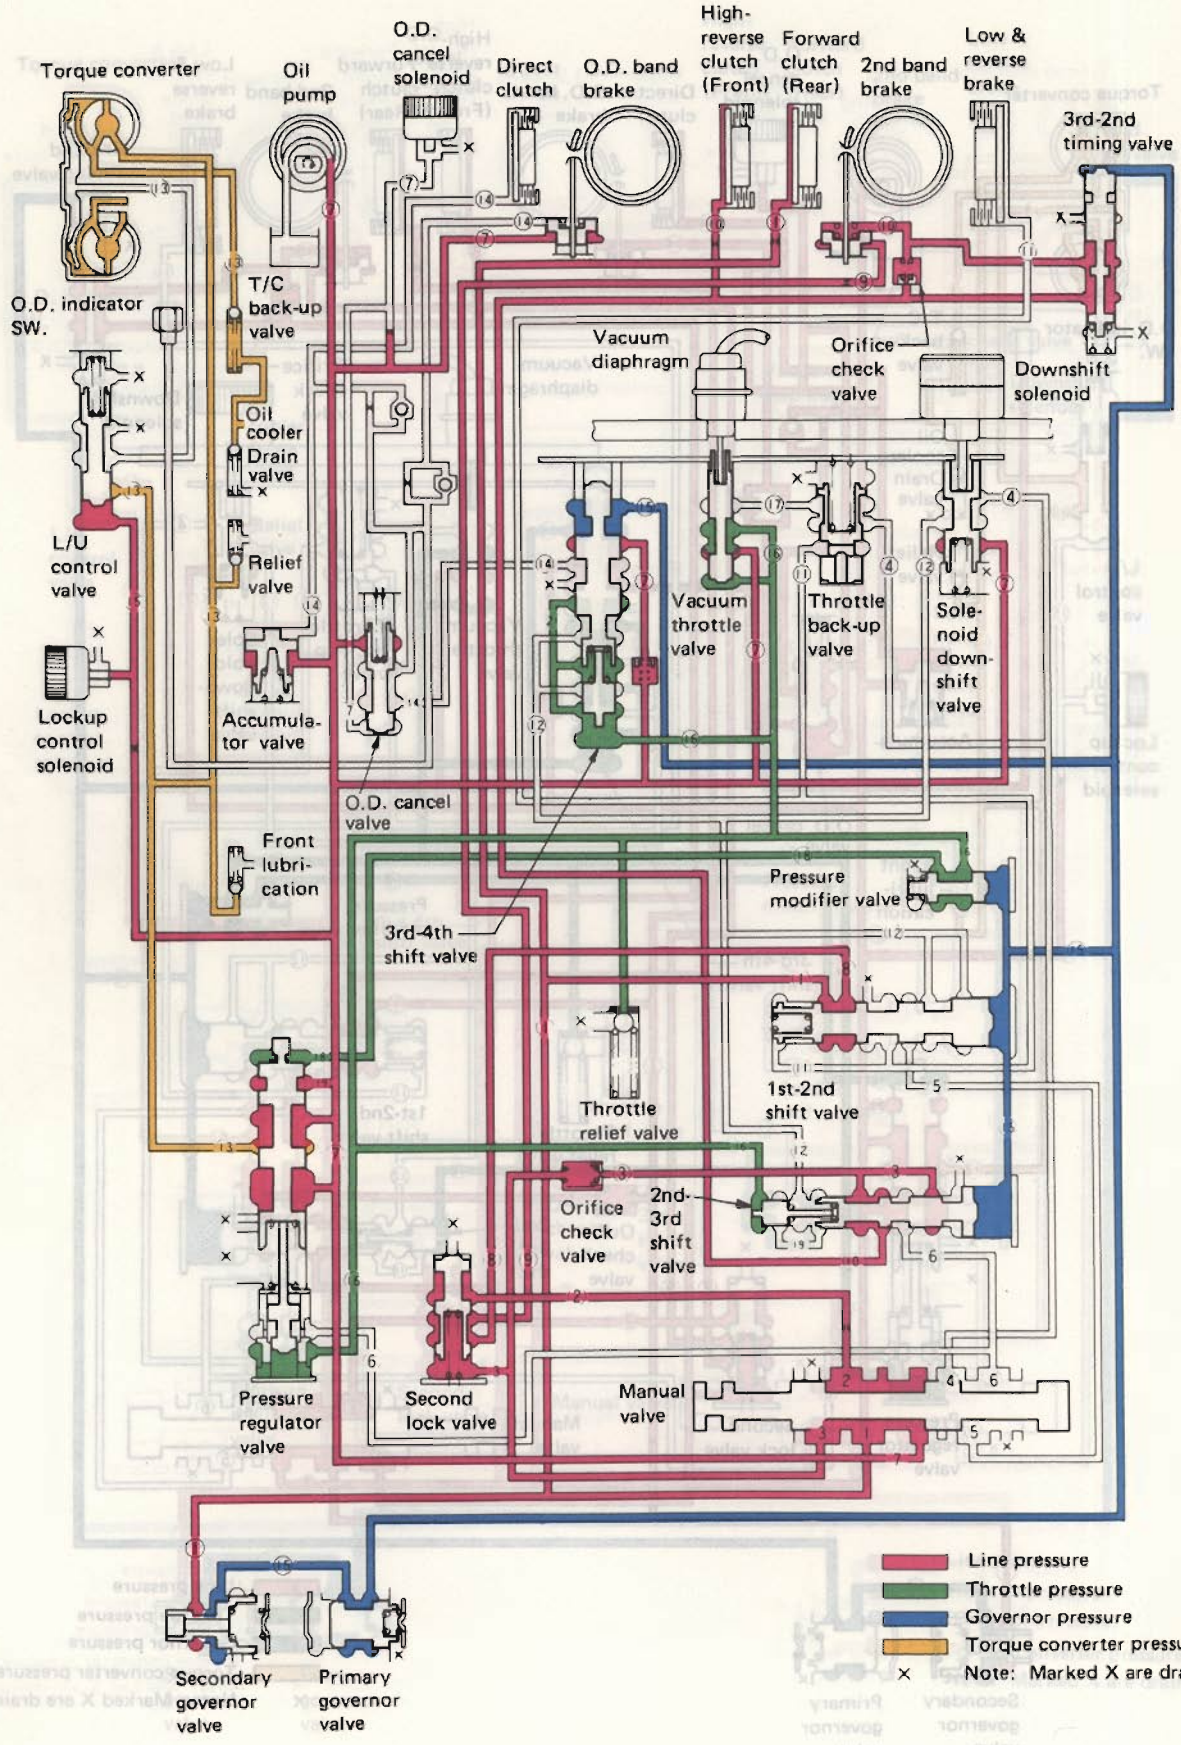 Torque converter
Oil
pump
O.D.
cancel
solenoid
Direct
clutch
O.D. band
brake
High-
reverse
clutch
(Front)
Forward
clutch
(Rear)
2nd band
brake
Low &
reverse
brake
3rd-2nd
timing valve
O.D. indicator
SW.
T/C
back-up
valve
Oil
cooler
Drain
valve
Relief
valve
L/U
control
valve
Lockup
control
solenoid
Accumula-
tor valve
O.D. cancel
valve
Front
lubri-
cation
3rd-4th
shift valve
Vacuum
diaphragm
Orifice
check
valve
Downshift
solenoid
Vacuum
throttle
valve
Throttle
back-up
valve
Sole-
noid
down-
shift
valve
Pressure
modifier valve
1st-2nd
shift valve
Throttle
relief valve
Orifice
check
valve
2nd-
3rd
shift
valve
Pressure
regulator
valve
Second
lock valve
Manual
valve
Secondary
governor
valve
Primary
governor
valve
Line pressure
Throttle pressure
Governor pressure
Torque converter pressu
X Note: Marked X are dra